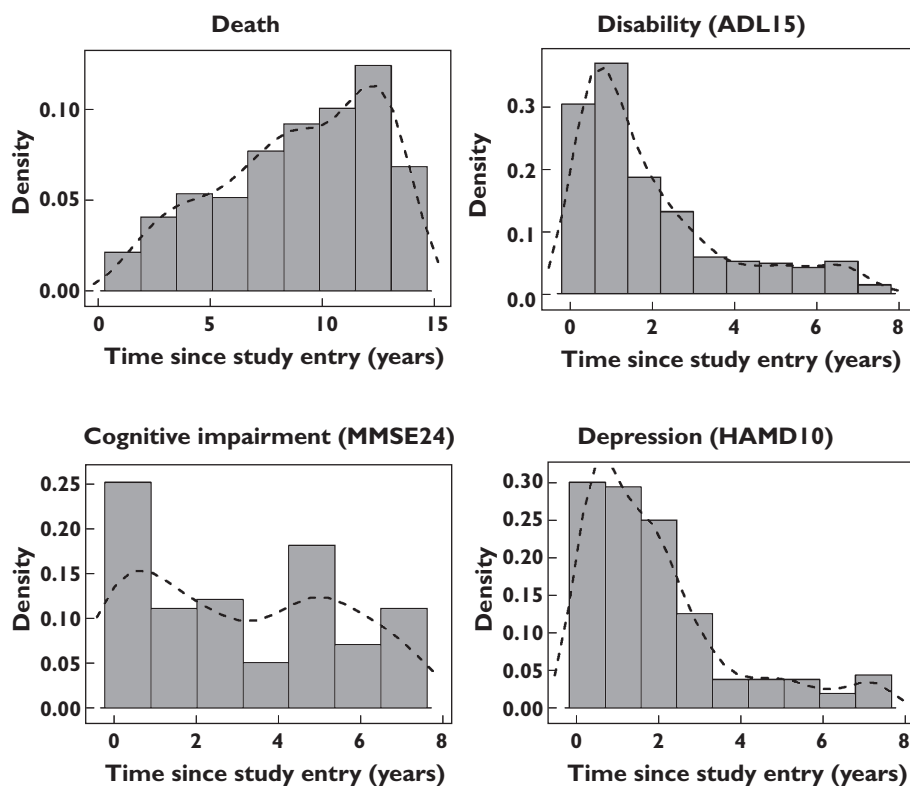 Death
0.10
0.05
0.00
Density
0 5 10 15
Time since study entry (years)
Disability (ADL15)
0.3
0.2
0.1
0.0
Density
0 2 4 6 8
Time since study entry (years)
Cognitive impairment (MMSE24)
0.25
0.20
0.15
0.10
0.05
0.00
Density
0 2 4 6 8
Time since study entry (years)
Depression (HAMD10)
0.30
0.25
0.20
0.15
0.10
0.05
0.00
Density
0 2 4 6 8
Time since study entry (years)